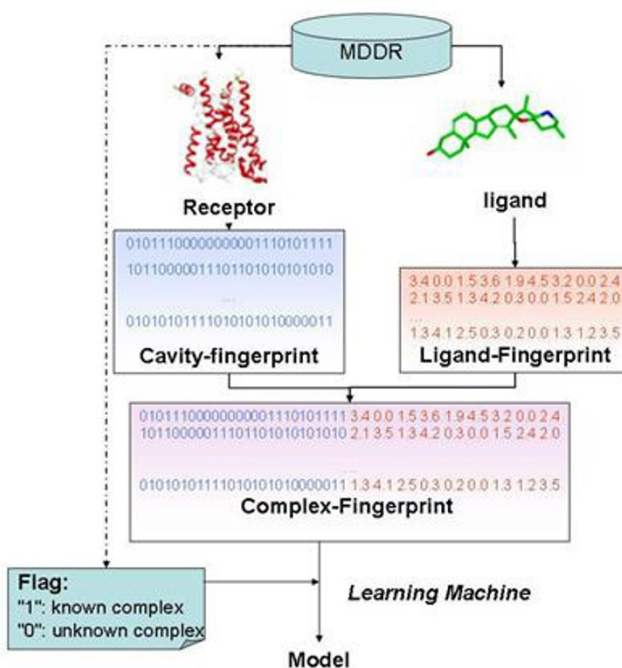 MDDR
Receptor
ligand
010111000000000001110101111
101100000111011010101010101010
...
010101011110101010100000011
Cavity-fingerprint
3.4 0.0 1.5 3.6 1.9 4.5 3.2 0.0 2.4
2.1 3.5 1.3 4.2 0.3 0.0 1.5 2.4 2.0
...
1.3 4.1 2.5 0.3 0.2 0.0 1.3 1.2 3.5
Ligand-Fingerprint
3.4 0.0 1.5 3.6 1.9 4.5 3.2 0.0 2.4
2.1 3.5 1.3 4.2 0.3 0.0 1.5 2.4 2.0
...
1.3 4.1 2.5 0.3 0.2 0.0 1.3 1.2 3.5
Complex-Fingerprint
Flag:
"1": known complex
"0": unknown complex
Learning Machine
Model